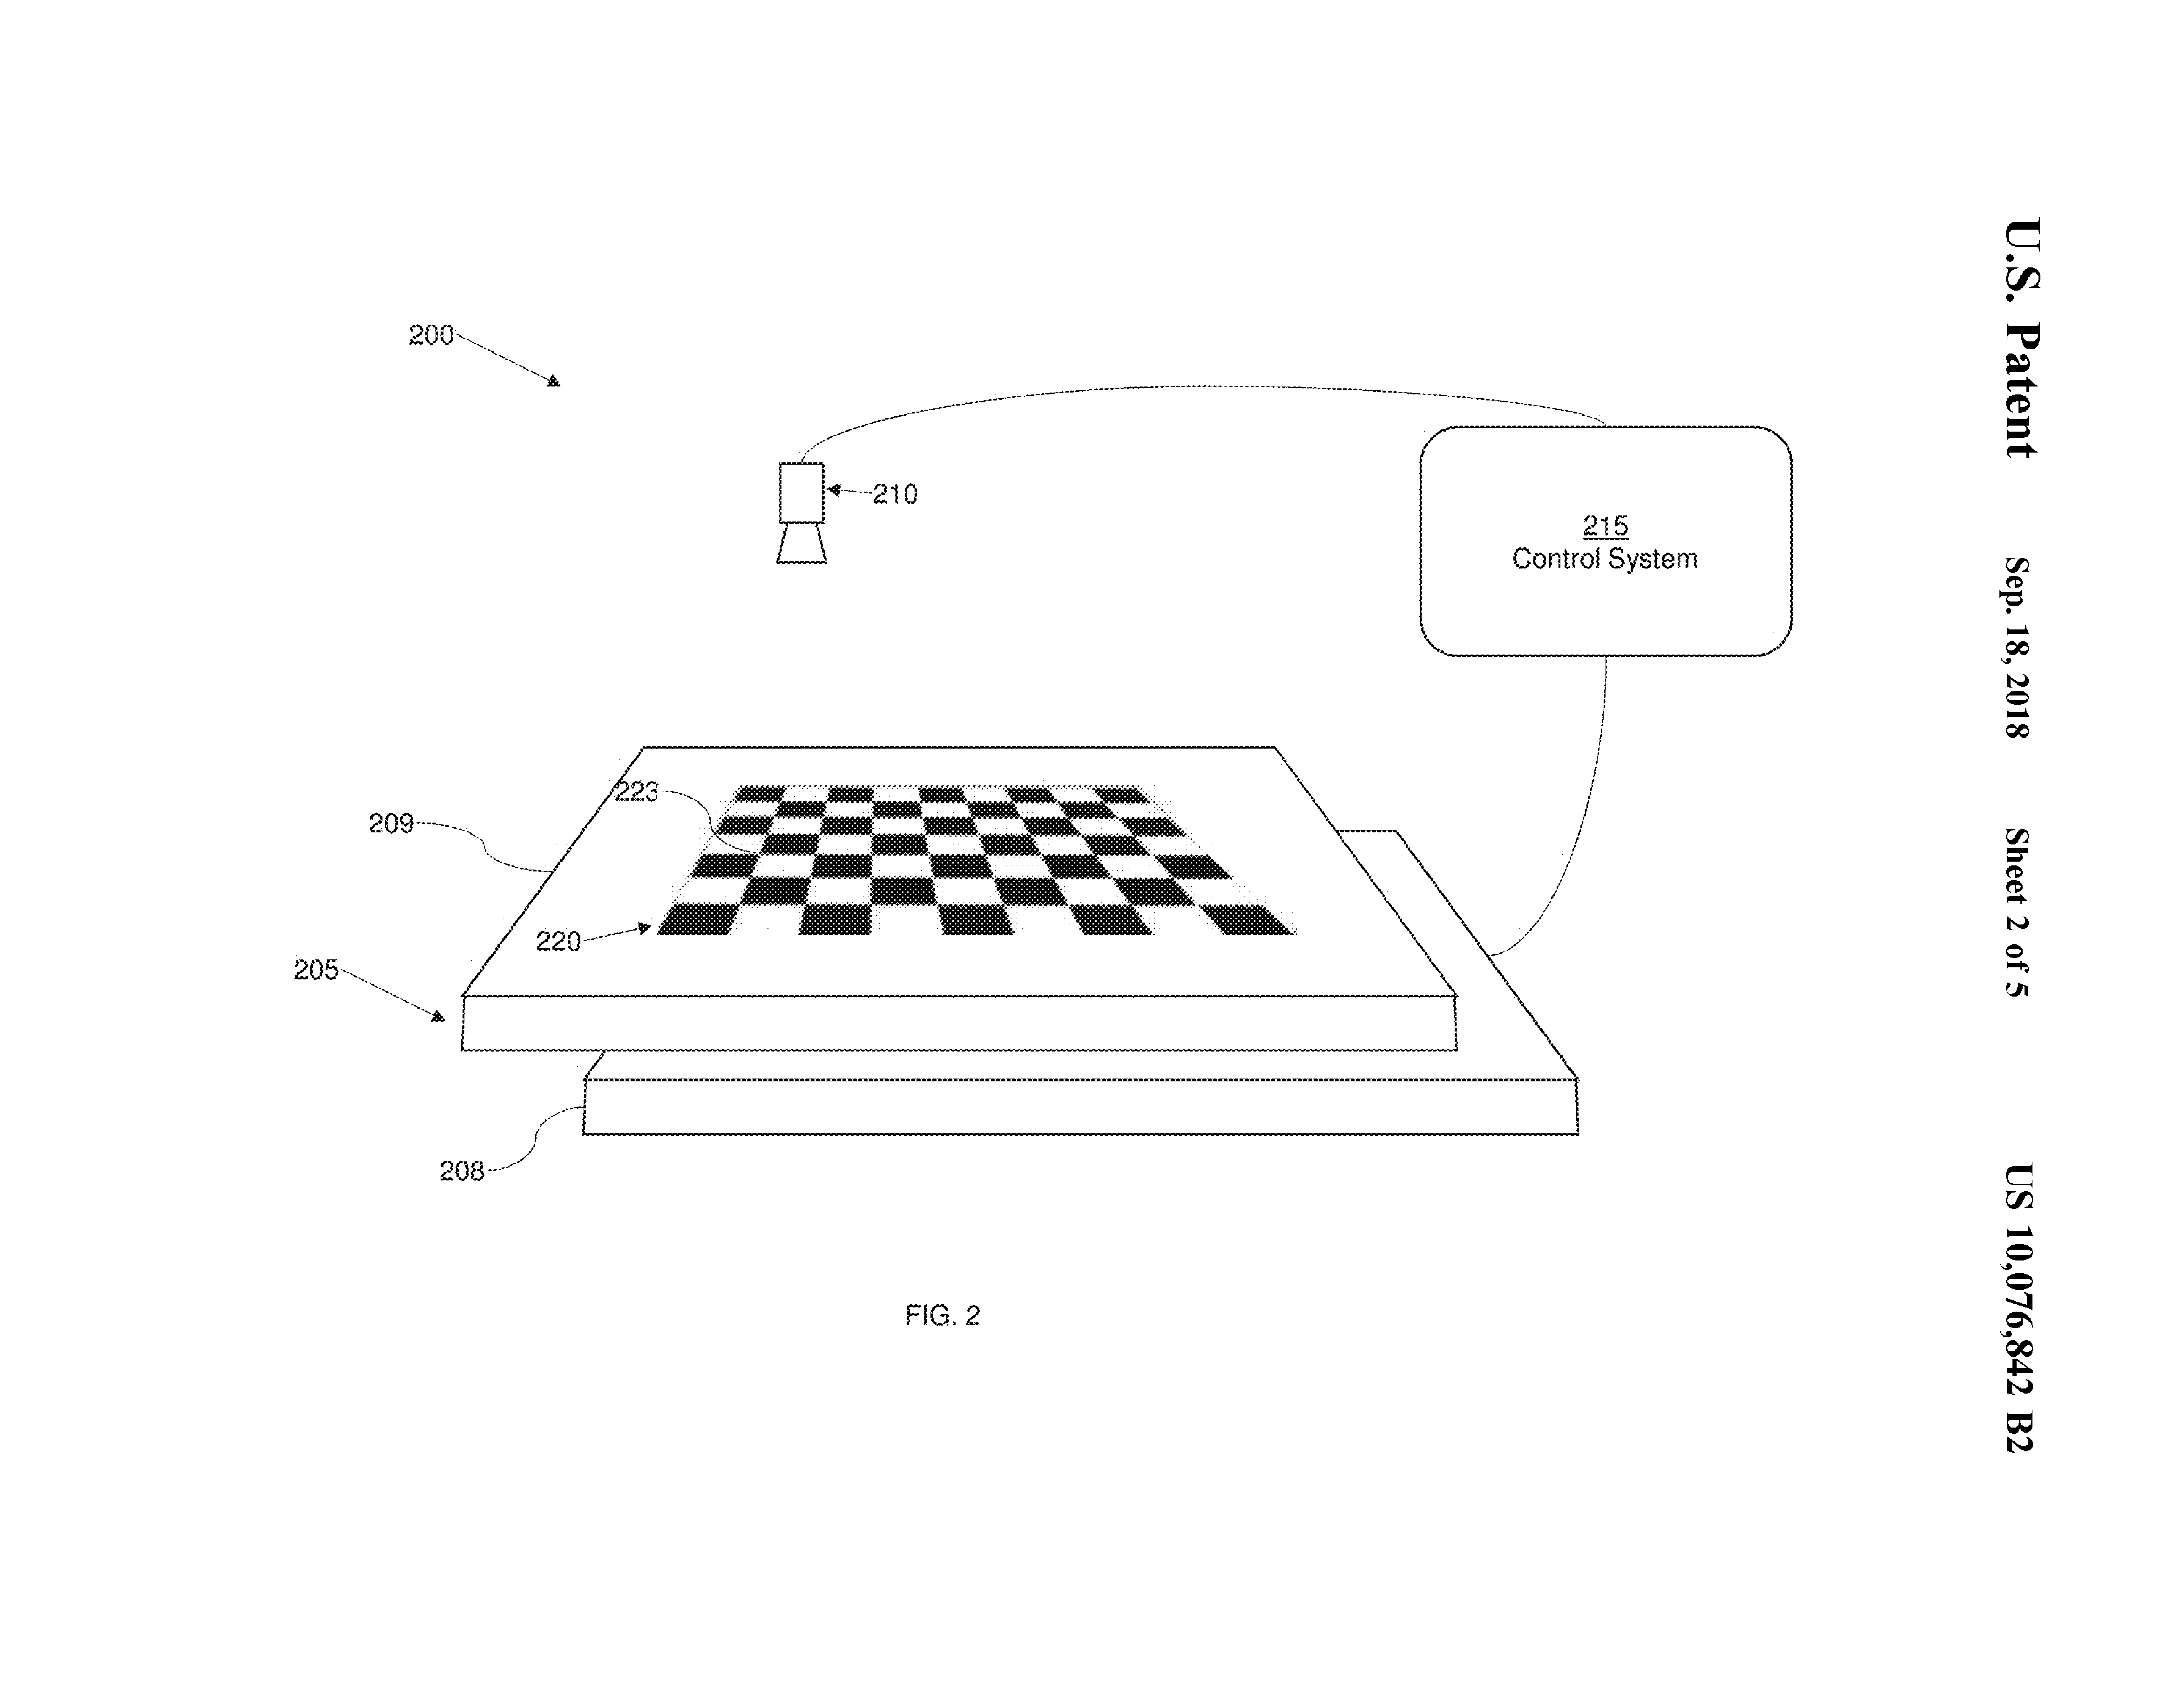 U.S. Patent Sep. 18, 2018 Sheet 2 of 5 US 10,076,842 B2
200
210
215
Control System
223
209
220
205
208
FIG. 2